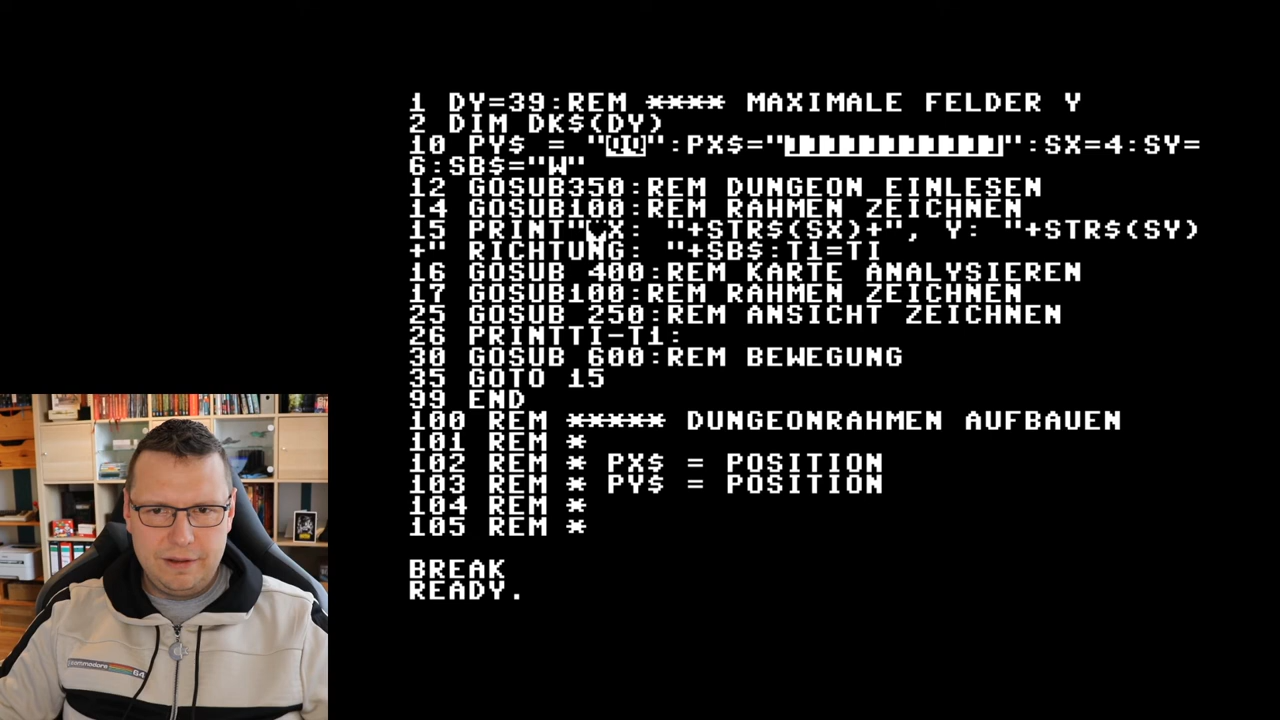 1 DY=39:REM **** MAXIMALE FELDER Y
2 DIM DK$(DY)
10 PY$ = "QQ":PX$="]]]]]]]]]]]":SX=4:SY=
6:SB$="W"
12 GOSUB350:REM DUNGEON EINLESEN
14 GOSUB100:REM RAHMEN ZEICHNEN
15 PRINT"♥X: "+STR$(SX)+", Y: "+STR$(SY)
+" RICHTUNG: "+SB$:T1=TI
16 GOSUB 400:REM KARTE ANALYSIEREN
17 GOSUB100:REM RAHMEN ZEICHNEN
25 GOSUB 250:REM ANSICHT ZEICHNEN
26 PRINTTI-T1:
30 GOSUB 600:REM BEWEGUNG
35 GOTO 15
99 END
100 REM ***** DUNGEONRAHMEN AUFBAUEN
101 REM *
102 REM * PX$ = POSITION
103 REM * PY$ = POSITION
104 REM *
105 REM *
BREAK
READY.
commodore 64